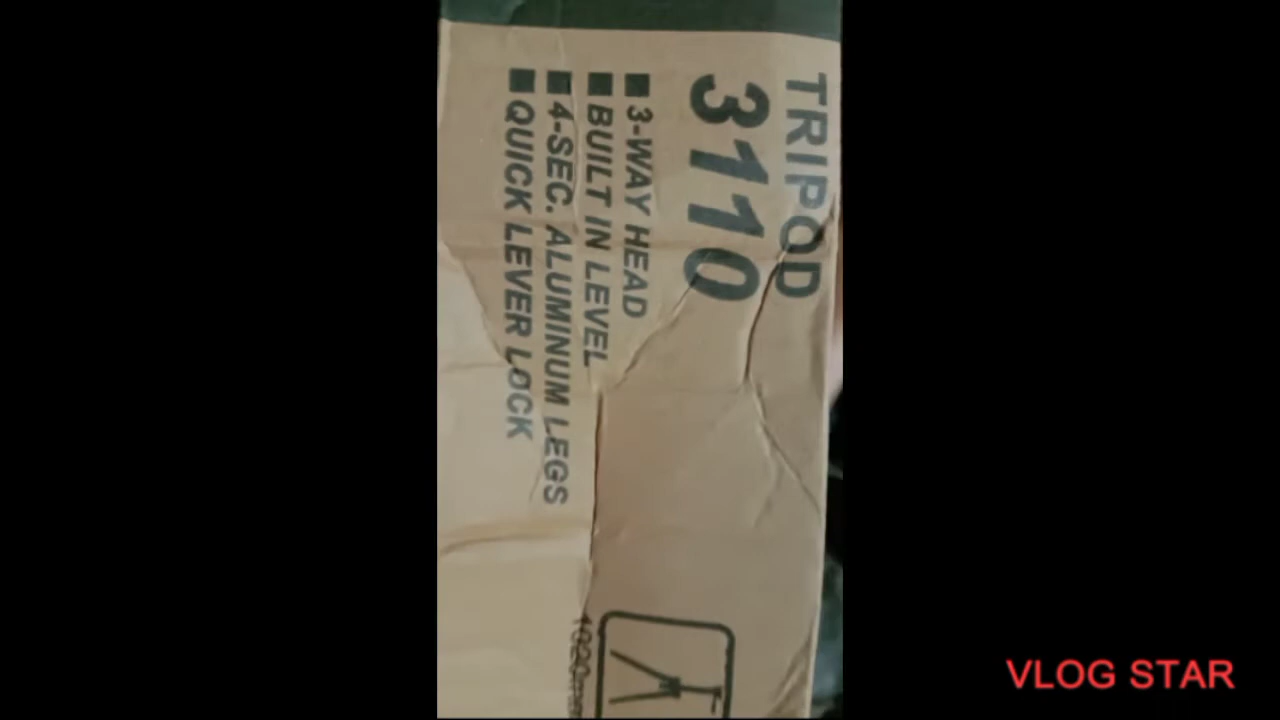 TRIPOD
3110
■ 3-WAY HEAD
■ BUILT IN LEVEL
■ 4-SEC. ALUMINUM LEGS
■ QUICK LEVER LOCK
VLOG STAR